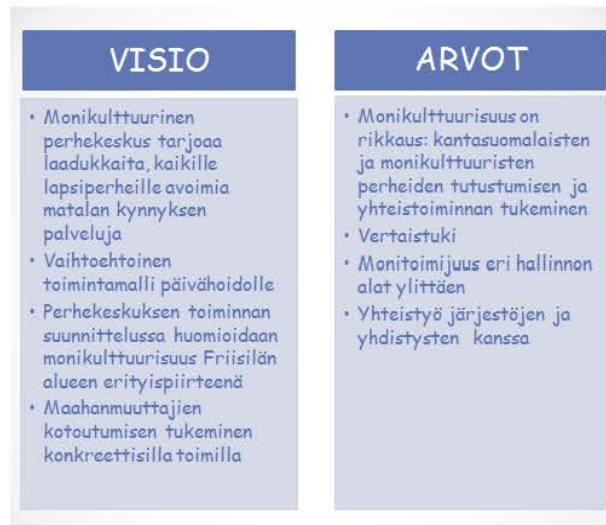 VISIO
• Monikulttuurinen
perhekeskus tarjoaa
laadukkaita, kaikille
lapsiperheille avoimia
matalan kynnyksen
palveluja
• Vaihtoehtoinen
toimintamalli päivähoidolle
• Perhekeskuksen toiminnan
suunnittelussa huomioidaan
monikulttuurisuus Friisilän
alueen erityispiirteenä
• Maahanmuuttajien
kotoutumisen tukeminen
konkreettisilla toimilla
ARVOT
• Monikulttuurisuus on
rikkaus: kantasuomalaisten
ja monikulttuuristen
perheiden tutustumisen ja
yhteistoiminnan tukeminen
• Vertaistuki
• Monitoimijuus eri hallinnon
alat ylittäen
• Yhteistyö järjestöjen ja
yhdistysten kanssa